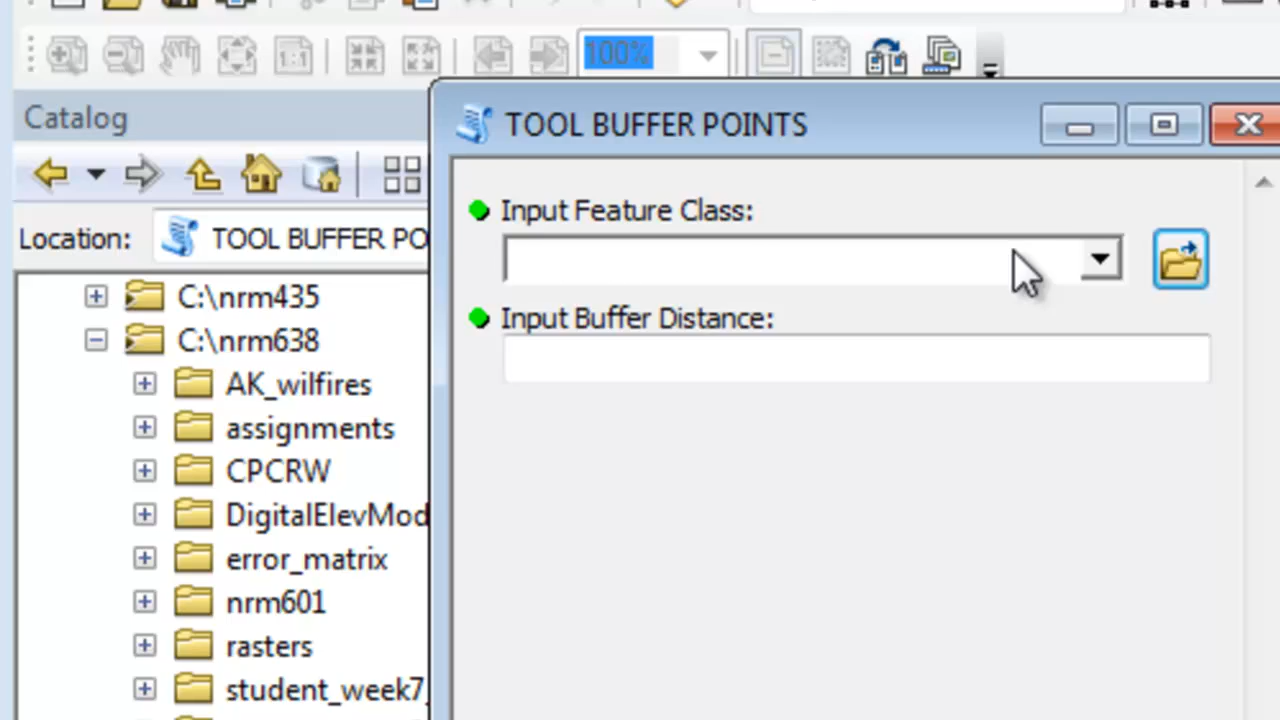 100%
Catalog
TOOL BUFFER POINTS
Location:
TOOL BUFFER PO
Input Feature Class:
Input Buffer Distance:
C:\nrm435
C:\nrm638
AK_wilfires
assignments
CPCRW
DigitalElevMod
error_matrix
nrm601
rasters
student_week7_